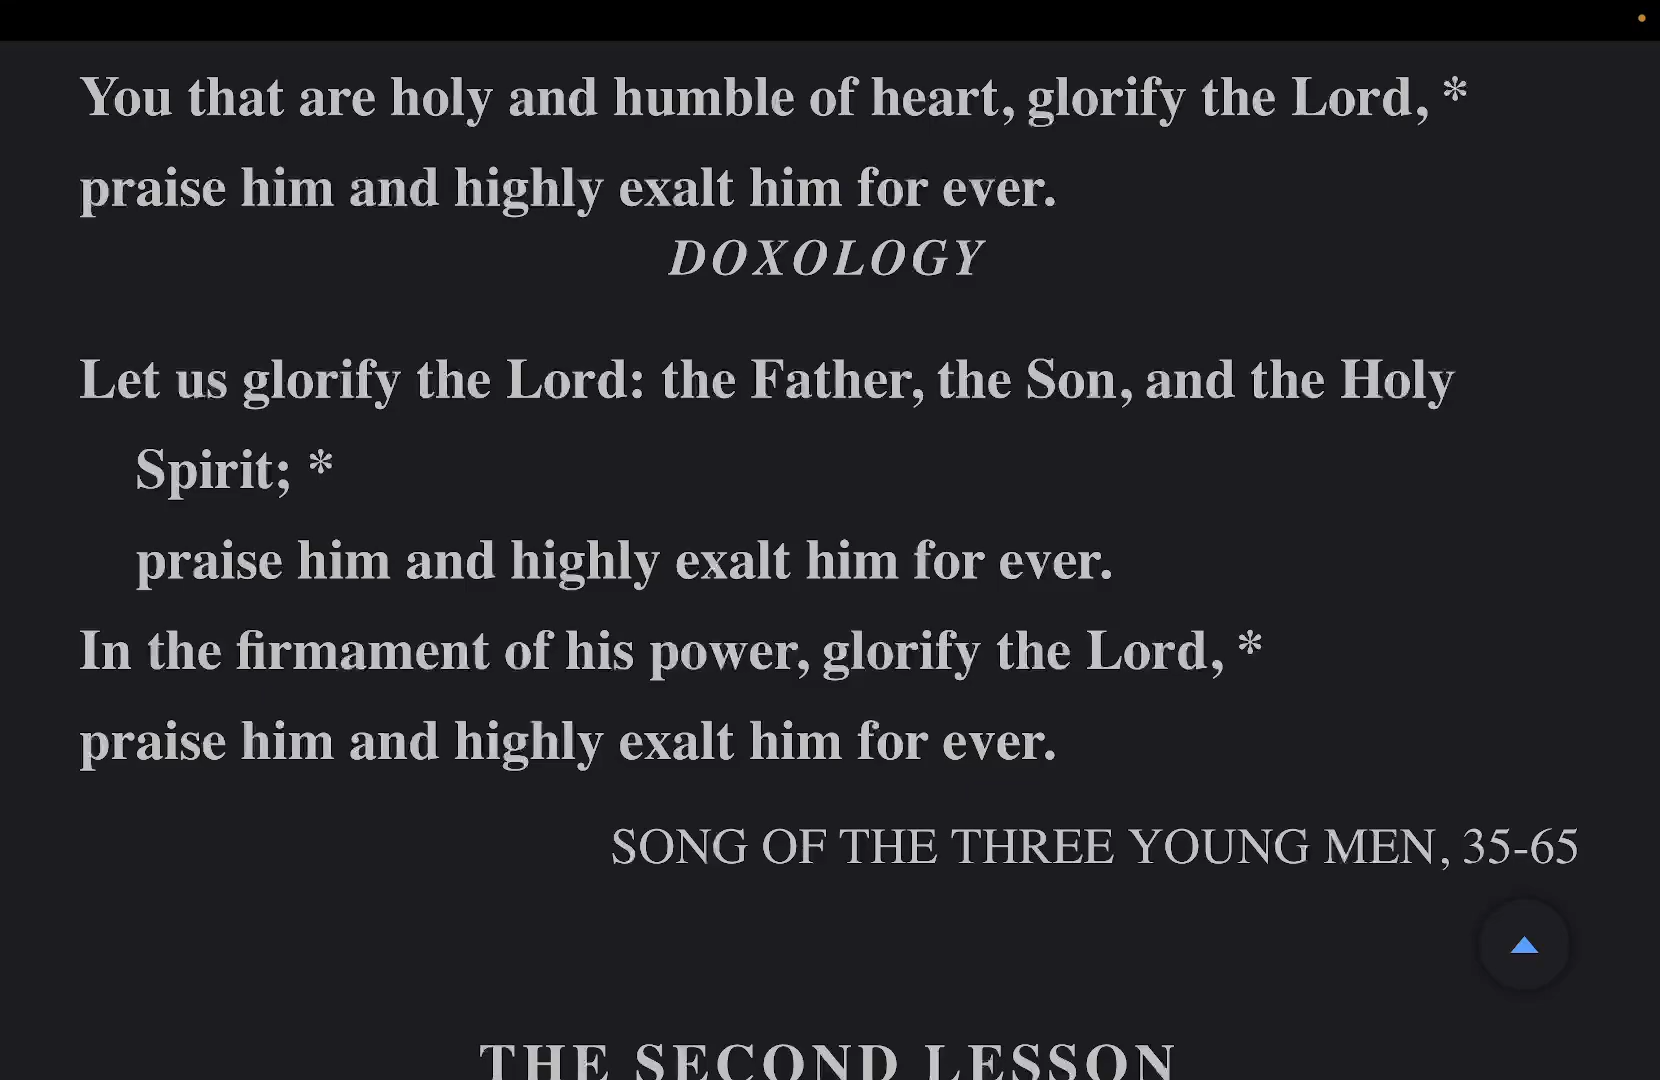 You that are holy and humble of heart, glorify the Lord, *
praise him and highly exalt him for ever.
DOXOLOGY
Let us glorify the Lord: the Father, the Son, and the Holy
Spirit; *
praise him and highly exalt him for ever.
In the firmament of his power, glorify the Lord, *
praise him and highly exalt him for ever.
SONG OF THE THREE YOUNG MEN, 35-65
THE SECOND LESSON